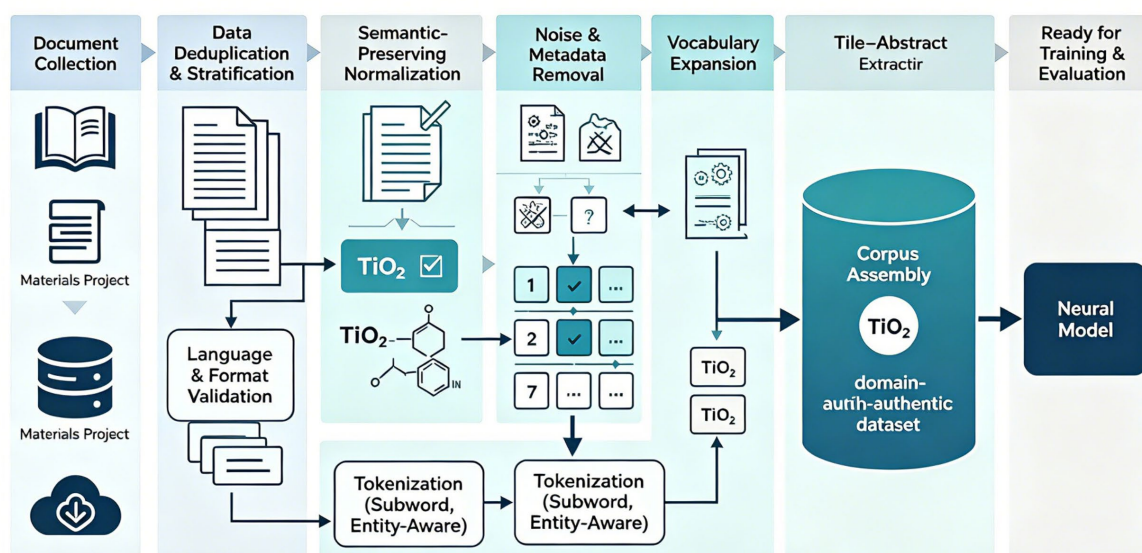 Document
Collection
Data
Deduplication
& Stratification
Semantic-
Preserving
Normalization
Noise &
Metadata
Removal
Vocabulary
Expansion
Tile–Abstract
Extractir
Ready for
Training &
Evaluation
Materials Project
Materials Project
Language
& Format
Validation
TiO₂
TiO₂-
O
O
IN
?
1 ...
2 ...
7 ... ...
Tokenization
(Subword,
Entity-Aware)
Tokenization
(Subword,
Entity-Aware)
TiO₂
TiO₂
Corpus
Assembly
TiO₂
domain-
dataset
Neural
Model